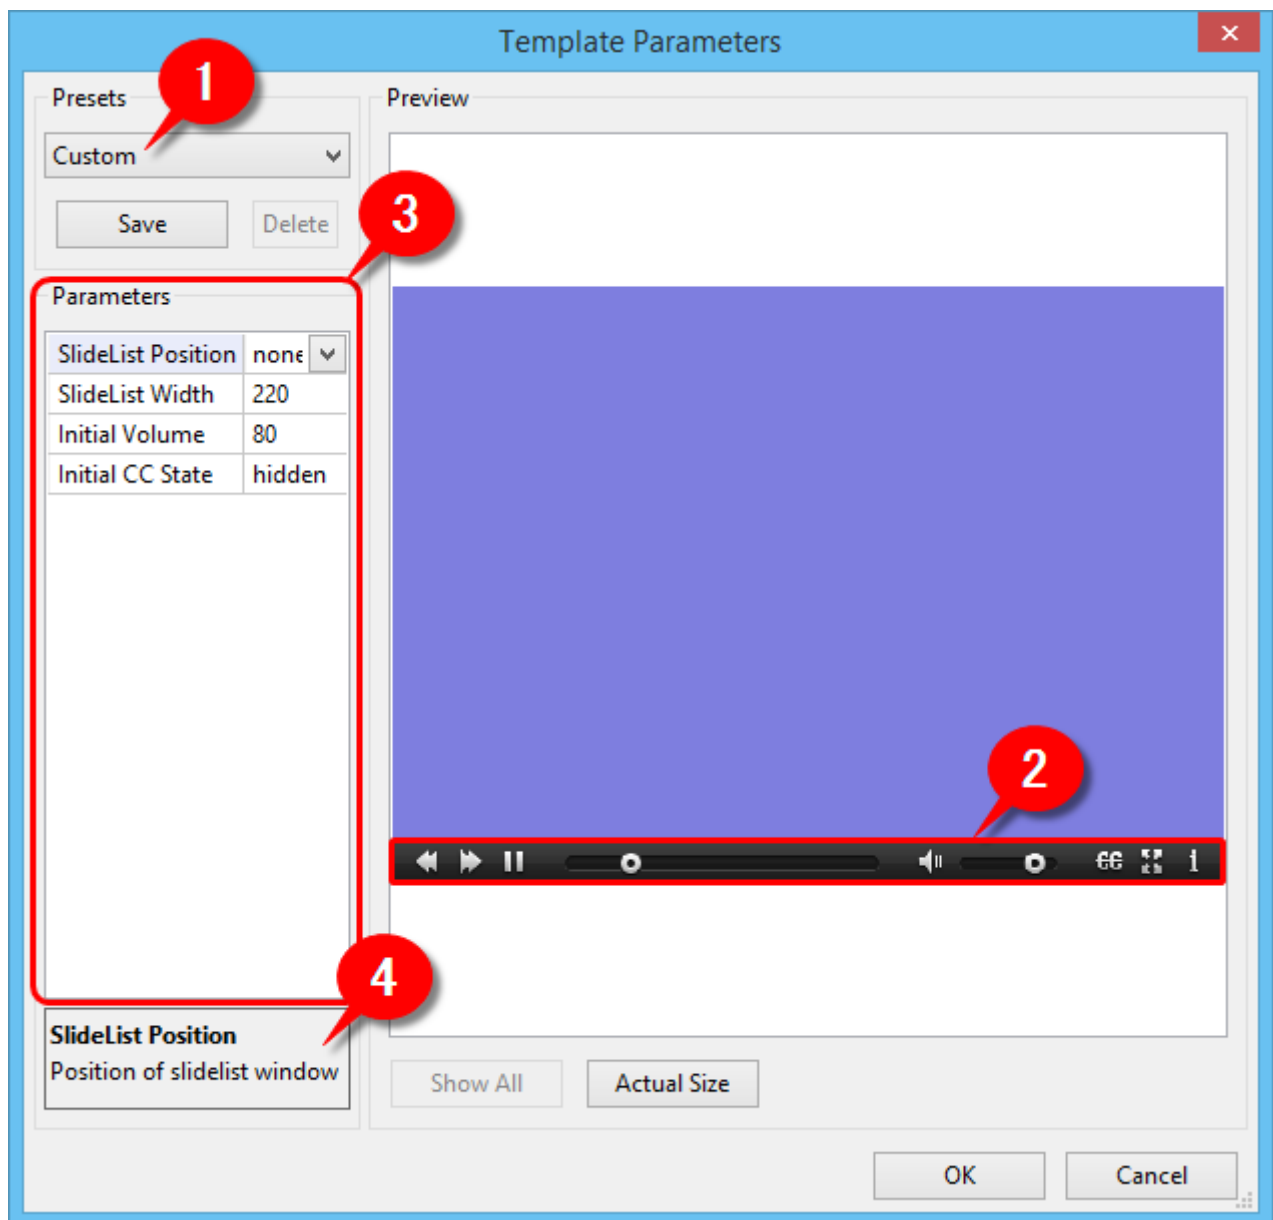 Template Parameters
Presets
1
Custom
Save
Delete
3
Parameters
SlideList Position none
SlideList Width 220
Initial Volume 80
Initial CC State hidden
4
SlideList Position
Position of slidelist window
Preview
2
CC i
Show All
Actual Size
OK
Cancel